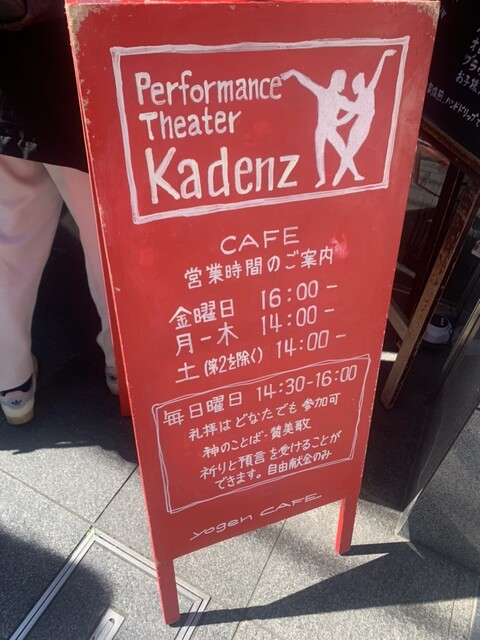 Performance
Theater
Kadenz
CAFE
営業時間のご案内
金曜日 16:00-
月-木 14:00-
土(第2を除く) 14:00-
毎日曜日 14:30-16:00
礼拝はどなたでも参加可
神のことば・賛美歌
祈りと預言を受けることが
できます。自由献金のみ
yogen CAFE